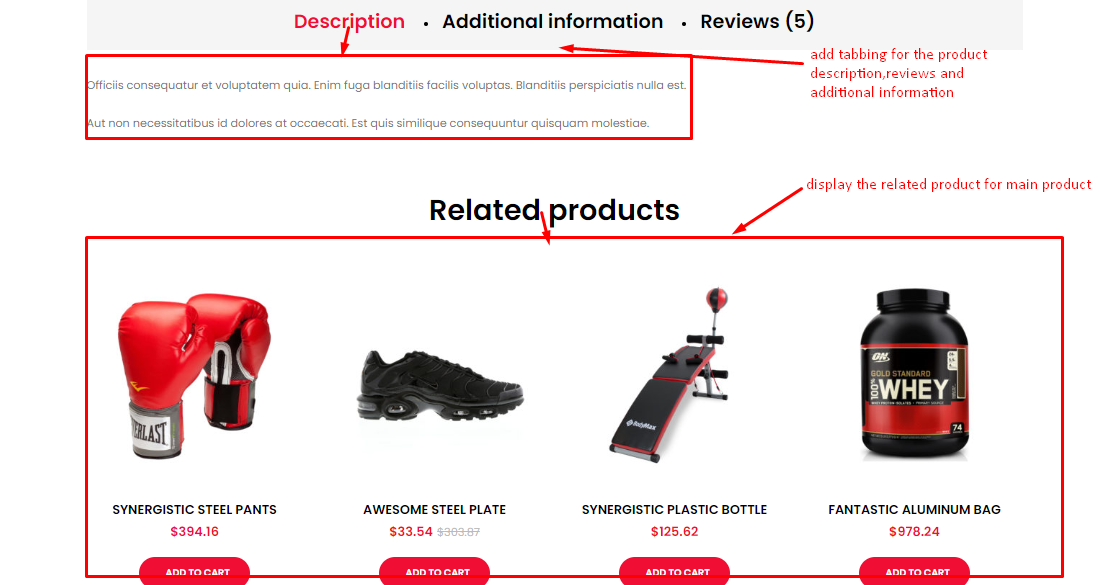 Description • Additional information • Reviews (5)
add tabbing for the product
description,reviews and
additional information
Officiis consequatur et voluptatem quia. Enim fuga blanditiis facilis voluptas. Blanditiis perspiciatis nulla est.
Aut non necessitatibus id dolores at occaecati. Est quis similique consequuntur quisquam molestiae.
display the related product for main product
Related products
ERLAST
BodyMax
ON
GOLD STANDARD
100% WHEY
74
SYNERGISTIC STEEL PANTS
$394.16
ADD TO CART
AWESOME STEEL PLATE
$33.54 $303.87
ADD TO CART
SYNERGISTIC PLASTIC BOTTLE
$125.62
ADD TO CART
FANTASTIC ALUMINUM BAG
$978.24
ADD TO CART